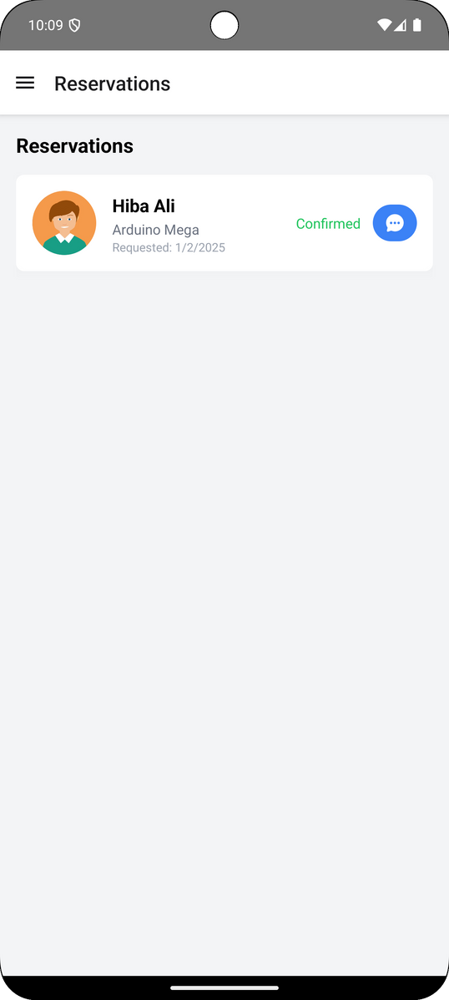 10:09
Reservations
Reservations
Hiba Ali
Arduino Mega
Requested: 1/2/2025
Confirmed